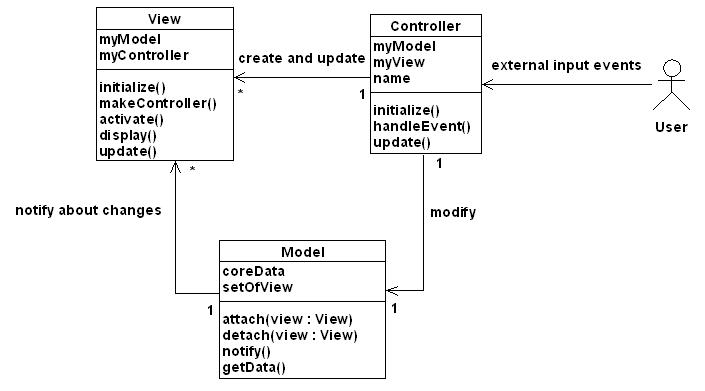 View
myModel
myController
initialize()
makeController()
activate()
display()
update()
*
create and update
*
1
Controller
myModel
myView
name
initialize()
handleEvent()
update()
1
external input events
User
notify about changes
modify
Model
coreData
setOfView
attach(view : View)
detach(view : View)
notify()
getData()
1
1